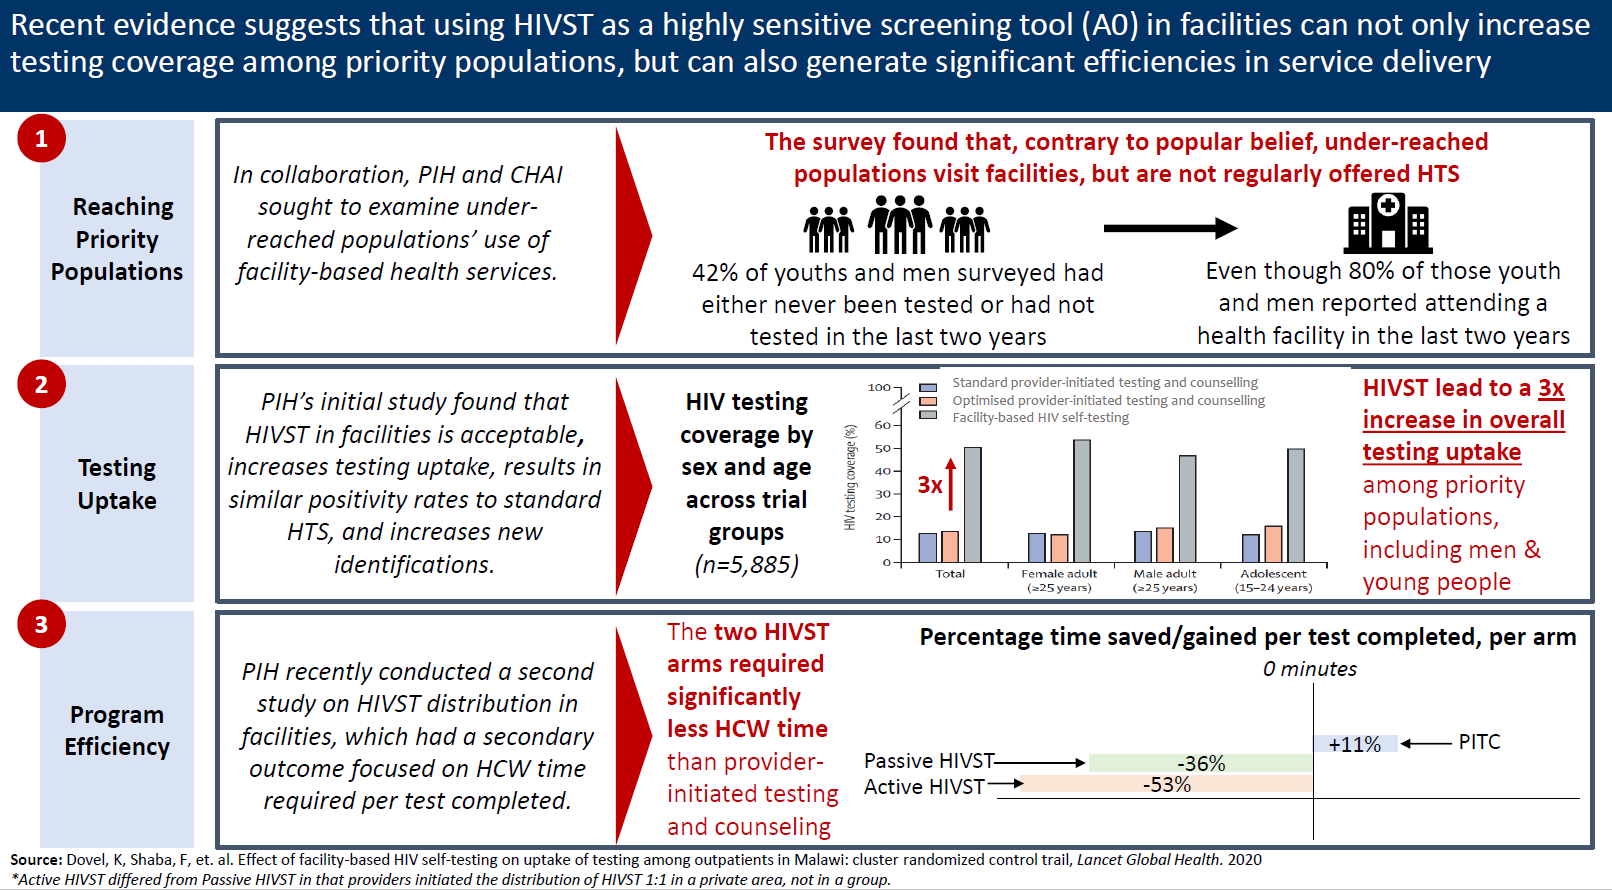 Recent evidence suggests that using HIVST as a highly sensitive screening tool (A0) in facilities can not only increase
testing coverage among priority populations, but can also generate significant efficiencies in service delivery
1
Reaching
Priority
Populations
In collaboration, PIH and CHAI
sought to examine under-
reached populations’ use of
facility-based health services.
The survey found that, contrary to popular belief, under-reached
populations visit facilities, but are not regularly offered HTS
42% of youths and men surveyed had
either never been tested or had not
tested in the last two years
Even though 80% of those youth
and men reported attending a
health facility in the last two years
2
Testing
Uptake
PIH’s initial study found that
HIVST in facilities is acceptable,
increases testing uptake, results in
similar positivity rates to standard
HTS, and increases new
identifications.
HIV testing
coverage by
sex and age
across trial
groups
(n=5,885)
Standard provider-initiated testing and counselling
Optimised provider-initiated testing and counselling
Facility-based HIV self-testing
HIV testing coverage (%)
100
60
50
40
30
20
10
0
3x
Total
Female adult
(≥25 years)
Male adult
(≥25 years)
Adolescent
(15–24 years)
HIVST lead to a 3x
increase in overall
testing uptake
among priority
populations,
including men &
young people
3
Program
Efficiency
PIH recently conducted a second
study on HIVST distribution in
facilities, which had a secondary
outcome focused on HCW time
required per test completed.
The two HIVST
arms required
significantly
less HCW time
than provider-
initiated testing
and counseling
Percentage time saved/gained per test completed, per arm
0 minutes
+11%
PITC
Passive HIVST
-36%
Active HIVST
-53%
Source: Dovel, K, Shaba, F, et. al. Effect of facility-based HIV self-testing on uptake of testing among outpatients in Malawi: cluster randomized control trail, Lancet Global Health. 2020
*Active HIVST differed from Passive HIVST in that providers initiated the distribution of HIVST 1:1 in a private area, not in a group.